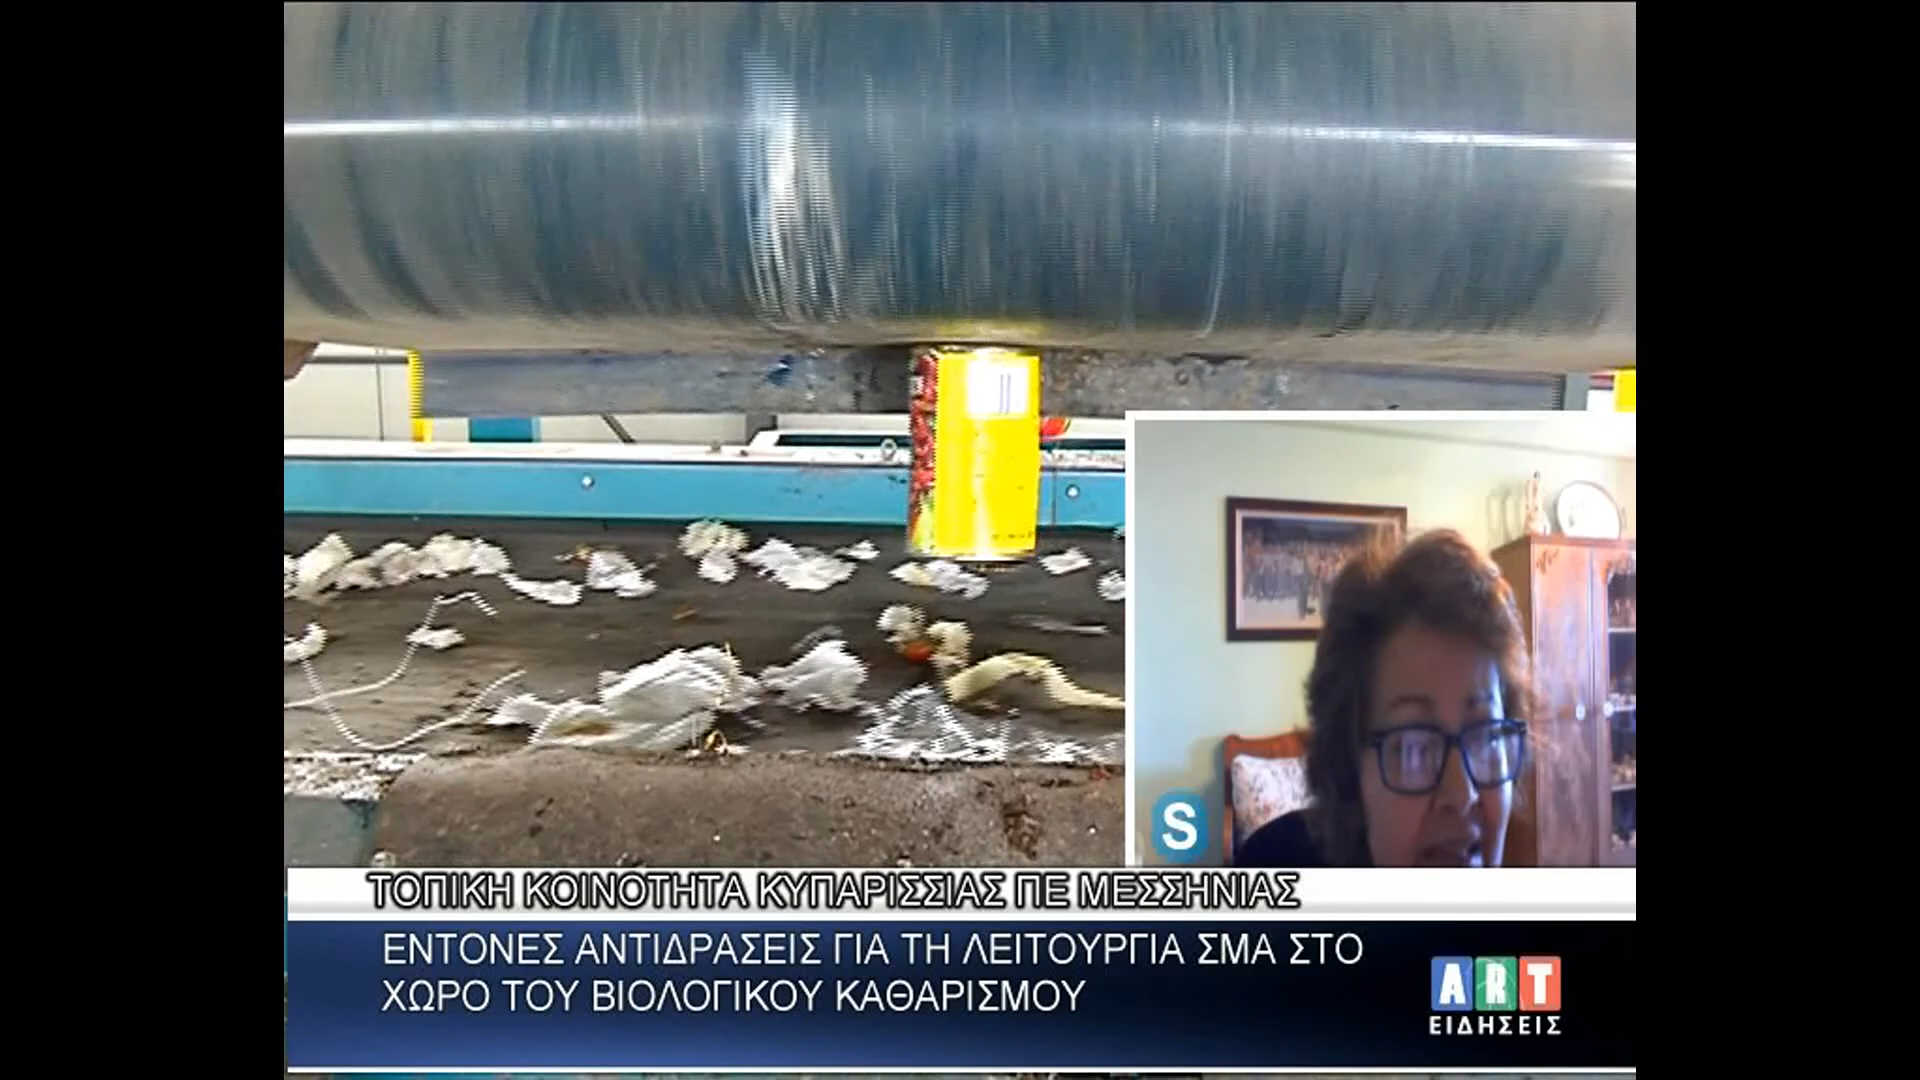 S
ΤΟΠΙΚΗ ΚΟΙΝΟΤΗΤΑ ΚΥΠΑΡΙΣΣΙΑΣ ΠΕ ΜΕΣΣΗΝΙΑΣ
ΕΝΤΟΝΕΣ ΑΝΤΙΔΡΑΣΕΙΣ ΓΙΑ ΤΗ ΛΕΙΤΟΥΡΓΙΑ ΣΜΑ ΣΤΟ
ΧΩΡΟ ΤΟΥ ΒΙΟΛΟΓΙΚΟΥ ΚΑΘΑΡΙΣΜΟΥ
ART
ΕΙΔΗΣΕΙΣ